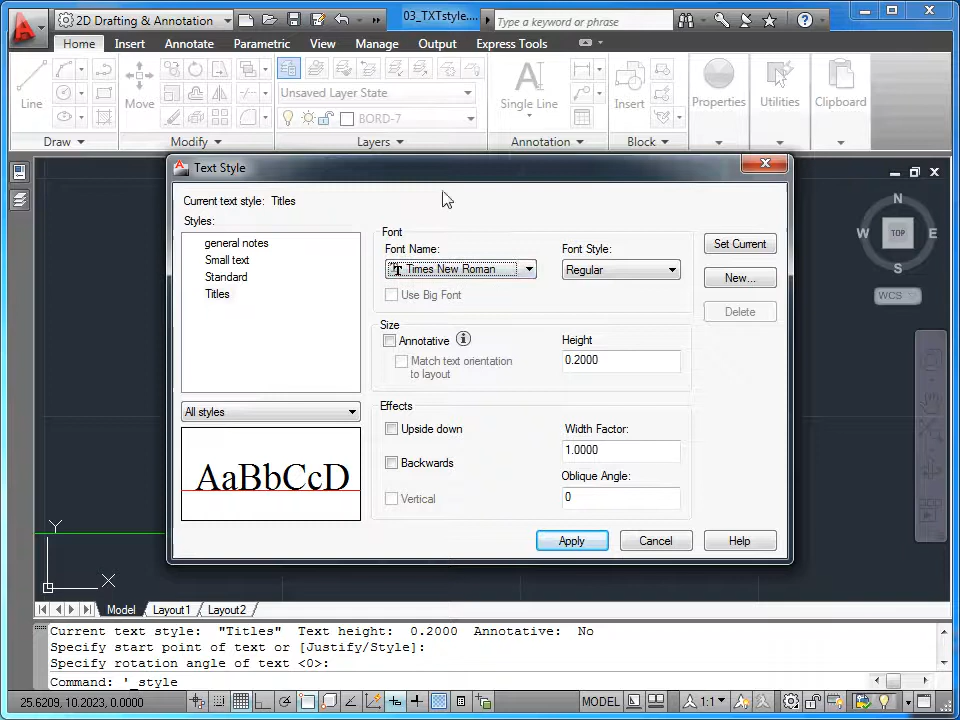 2D Drafting & Annotation
03_TXTstyle....
Type a keyword or phrase
Home Insert Annotate Parametric View Manage Output Express Tools
Line
Move
Unsaved Layer State
BORD-7
Single Line
Insert
Properties
Utilities
Clipboard
Draw
Modify
Layers
Annotation
Block
Text Style
Current text style: Titles
Styles:
general notes
Small text
Standard
Titles
All styles
AaBbCcD
Font
Font Name:
Times New Roman
Font Style:
Regular
Use Big Font
Size
Annotative
Match text orientation
to layout
Height
0.2000
Effects
Upside down
Backwards
Vertical
Width Factor:
1.0000
Oblique Angle:
0
Set Current
New...
Delete
Apply
Cancel
Help
N
W TOP E
S
WCS
Y
X
Model Layout1 Layout2
Current text style: "Titles" Text height: 0.2000 Annotative: No
Specify start point of text or [Justify/Style]:
Specify rotation angle of text <0>:
Command: '_style
25.6209, 10.2023, 0.0000
MODEL
1:1